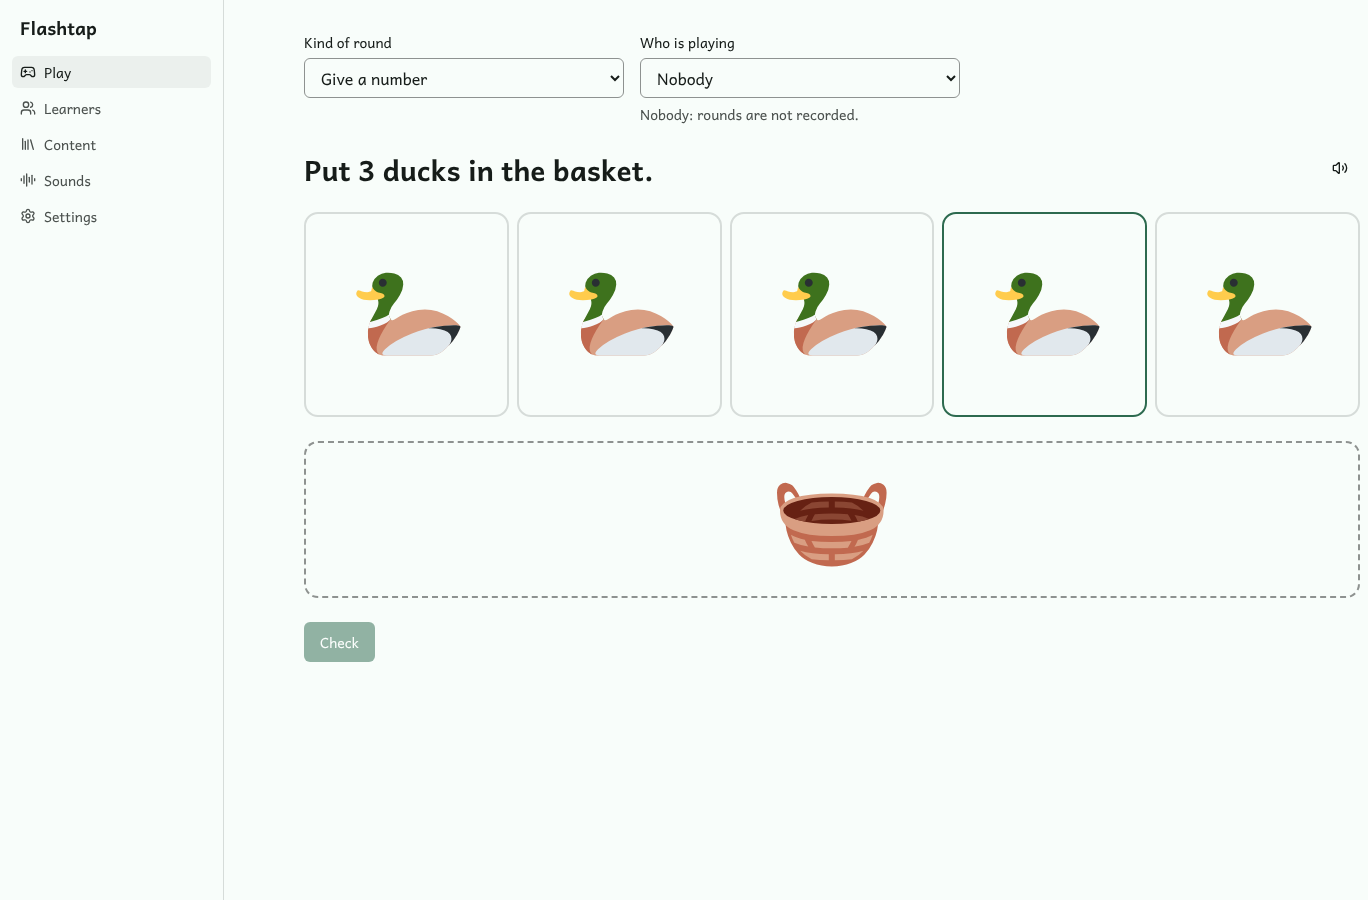 Flashtap
Play
Learners
Content
Sounds
Settings
Kind of round
Give a number
Who is playing
Nobody
Nobody: rounds are not recorded.
Put 3 ducks in the basket.
Check